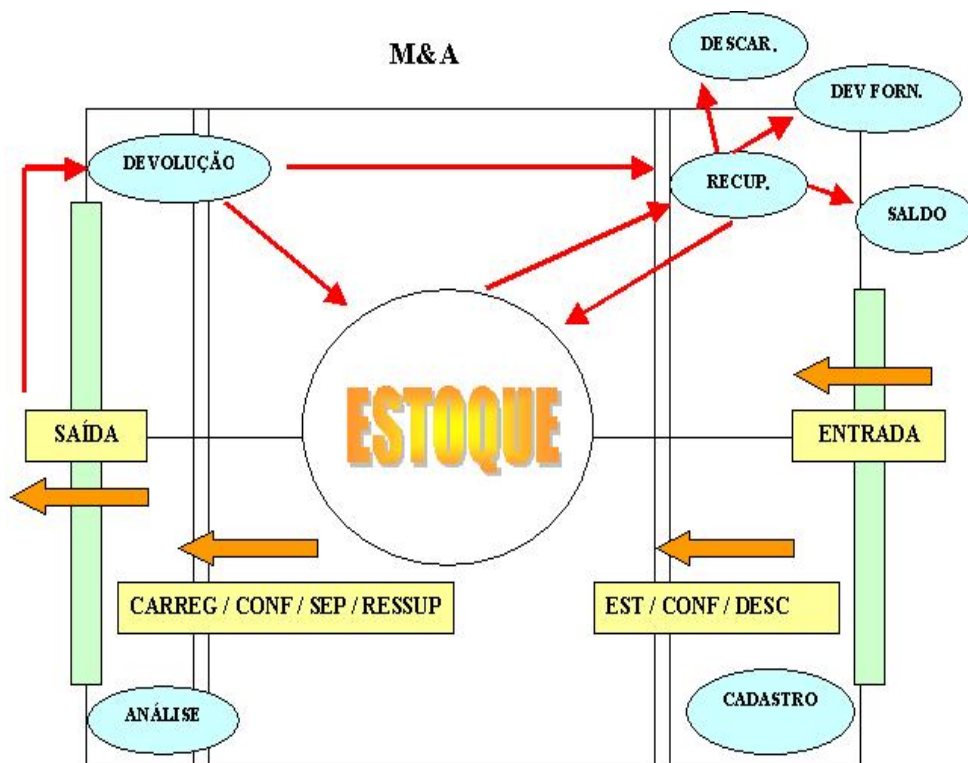 M&A
DESCAR.
DEV FORN.
DEVOLUÇÃO
RECUP.
SALDO
SAÍDA
ESTOQUE
ENTRADA
CARREG / CONF / SEP / RESSUP
EST / CONF / DESC
ANÁLISE
CADASTRO